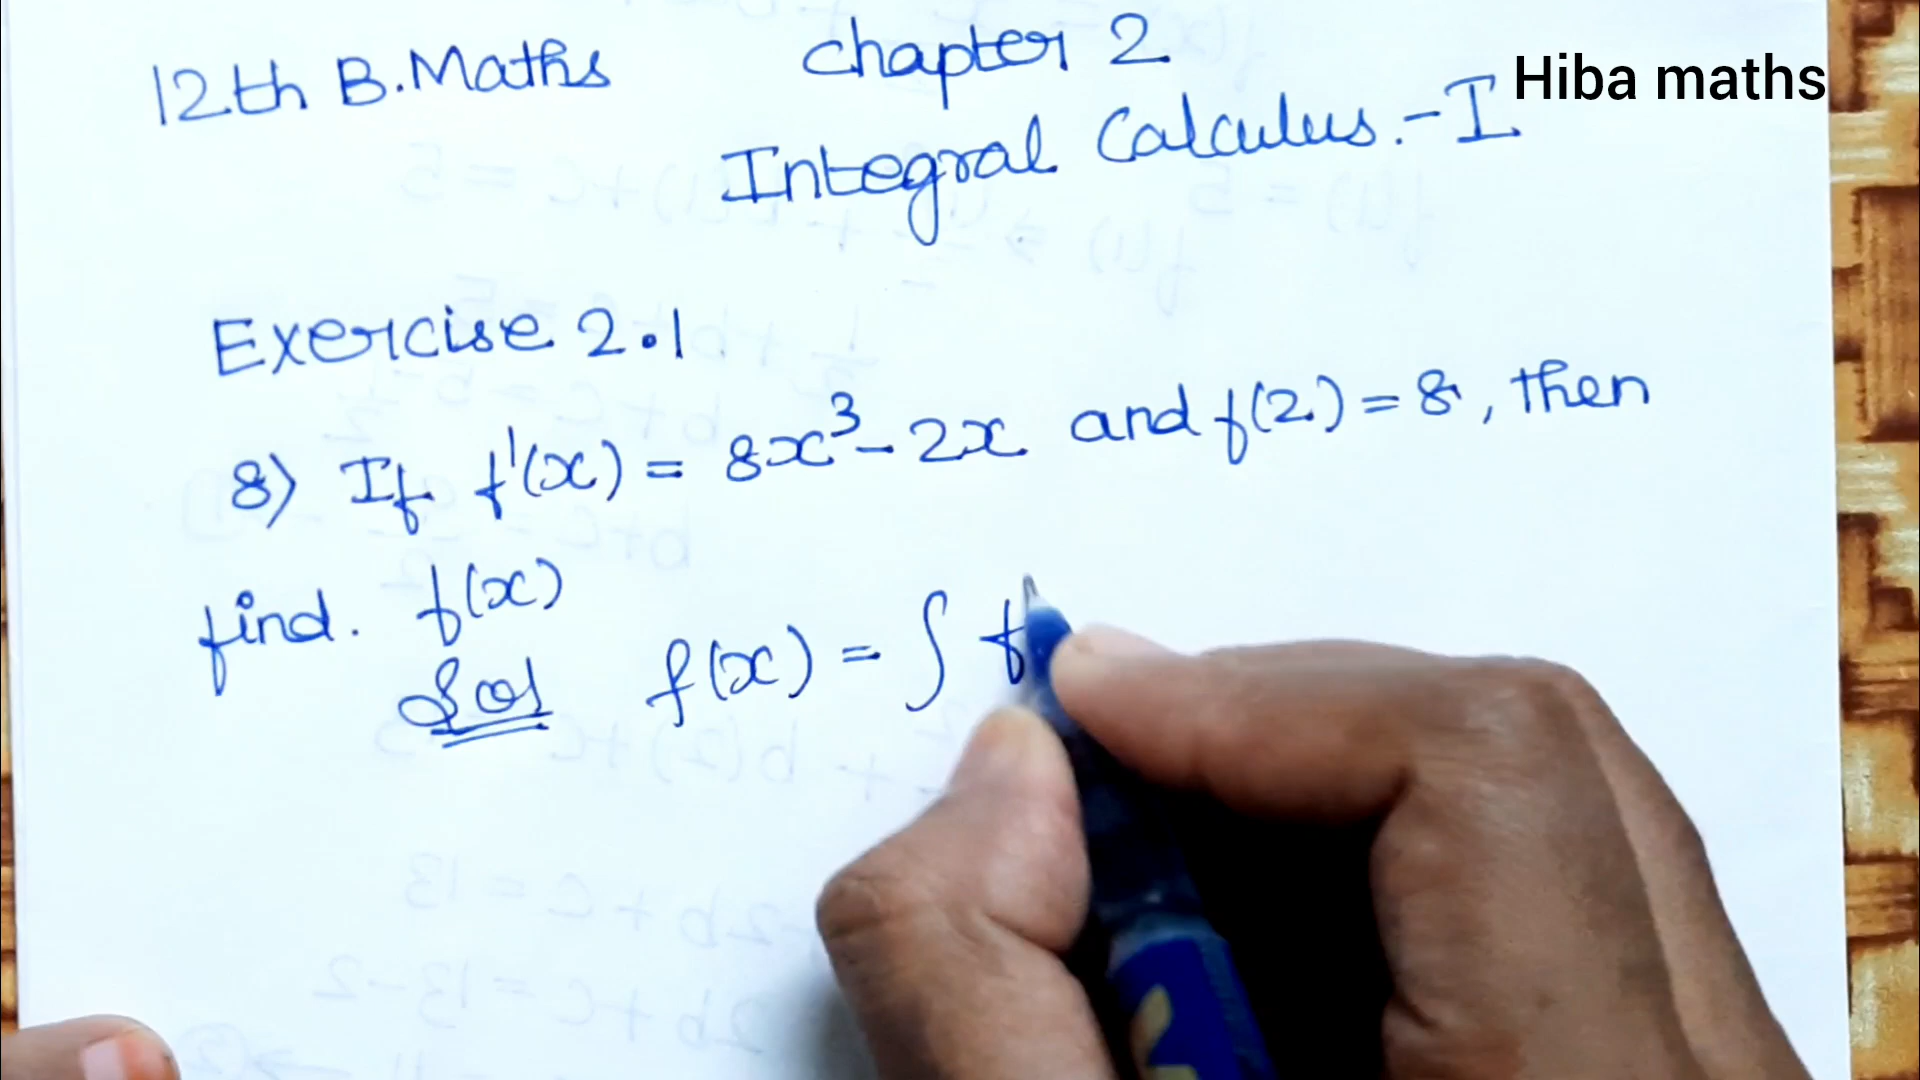 12th B.Maths chapter 2
Integral Calculus.-I
Hiba maths
Exercise 2.1
8) If f'(x) = 8x³-2x and f(2)=8, then
find. f(x)
Sol f(x) = ∫ f